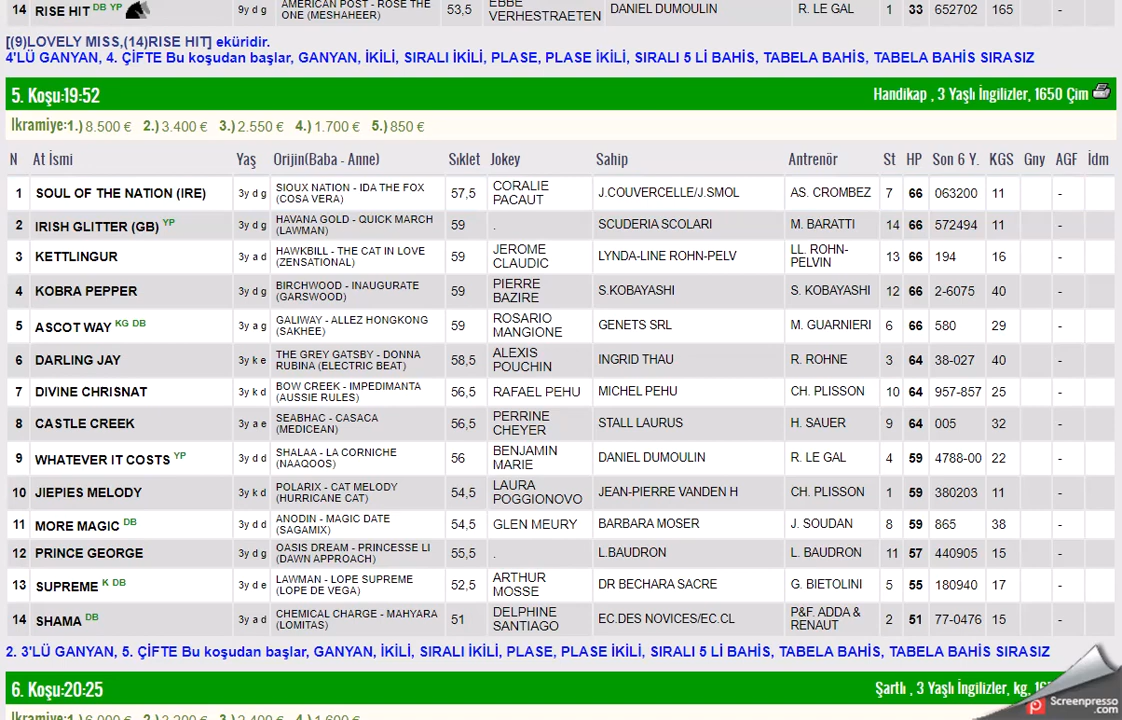 14 RISE HIT DB YP 9y d g AMERICAN POST - ROSE THE ONE (MESHAHEER) 53,5 EBBE VERHESTRAETEN DANIEL DUMOULIN R. LE GAL 1 33 652702 165 -
[(9)LOVELY MISS,(14)RISE HIT] eküridir.
4'LÜ GANYAN, 4. ÇİFTE Bu koşudan başlar, GANYAN, İKİLİ, SIRALI İKİLİ, PLASE, PLASE İKİLİ, SIRALI 5 Lİ BAHİS, TABELA BAHİS, TABELA BAHİS SIRASIZ
5. Koşu:19:52 Handikap , 3 Yaşlı İngilizler, 1650 Çim
İkramiye:1.) 8.500 € 2.) 3.400 € 3.) 2.550 € 4.) 1.700 € 5.) 850 €
N At İsmi Yaş Orijin(Baba - Anne) Sıklet Jokey Sahip Antrenör St HP Son 6 Y. KGS Gny AGF İdm
1 SOUL OF THE NATION (IRE) 3y d g SIOUX NATION - IDA THE FOX (COSA VERA) 57,5 CORALIE PACAUT J.COUVERCELLE/J.SMOL AS. CROMBEZ 7 66 063200 11 -
2 IRISH GLITTER (GB) YP 3y d g HAVANA GOLD - QUICK MARCH (LAWMAN) 59 . SCUDERIA SCOLARI M. BARATTI 14 66 572494 11 -
3 KETTLINGUR 3y a d HAWKBILL - THE CAT IN LOVE (ZENSATIONAL) 59 JEROME CLAUDIC LYNDA-LINE ROHN-PELV LL. ROHN-PELVIN 13 66 194 16 -
4 KOBRA PEPPER 3y d g BIRCHWOOD - INAUGURATE (GARSWOOD) 59 PIERRE BAZIRE S.KOBAYASHI S. KOBAYASHI 12 66 2-6075 40 -
5 ASCOT WAY KG DB 3y a g GALIWAY - ALLEZ HONGKONG (SAKHEE) 59 ROSARIO MANGIONE GENETS SRL M. GUARNIERI 6 66 580 29 -
6 DARLING JAY 3y k e THE GREY GATSBY - DONNA RUBINA (ELECTRIC BEAT) 58,5 ALEXIS POUCHIN INGRID THAU R. ROHNE 3 64 38-027 40 -
7 DIVINE CHRISNAT 3y k d BOW CREEK - IMPEDIMANTA (AUSSIE RULES) 56,5 RAFAEL PEHU MICHEL PEHU CH. PLISSON 10 64 957-857 25 -
8 CASTLE CREEK 3y a e SEABHAC - CASACA (MEDICEAN) 56,5 PERRINE CHEYER STALL LAURUS H. SAUER 9 64 005 32 -
9 WHATEVER IT COSTS YP 3y d d SHALAA - LA CORNICHE (NAAQOOS) 56 BENJAMIN MARIE DANIEL DUMOULIN R. LE GAL 4 59 4788-00 22 -
10 JIEPIES MELODY 3y k d POLARIX - CAT MELODY (HURRICANE CAT) 54,5 LAURA POGGIONOVO JEAN-PIERRE VANDEN H CH. PLISSON 1 59 380203 11 -
11 MORE MAGIC DB 3y d d ANODIN - MAGIC DATE (SAGAMIX) 54,5 GLEN MEURY BARBARA MOSER J. SOUDAN 8 59 865 38 -
12 PRINCE GEORGE 3y d g OASIS DREAM - PRINCESSE LI (DAWN APPROACH) 55,5 . L.BAUDRON L. BAUDRON 11 57 440905 15 -
13 SUPREME K DB 3y d e LAWMAN - LOPE SUPREME (LOPE DE VEGA) 52,5 ARTHUR MOSSE DR BECHARA SACRE G. BIETOLINI 5 55 180940 17 -
14 SHAMA DB 3y a d CHEMICAL CHARGE - MAHYARA (LOMITAS) 51 DELPHINE SANTIAGO EC.DES NOVICES/EC.CL P&F. ADDA & RENAUT 2 51 77-0476 15 -
2. 3'LÜ GANYAN, 5. ÇİFTE Bu koşudan başlar, GANYAN, İKİLİ, SIRALI İKİLİ, PLASE, PLASE İKİLİ, SIRALI 5 Lİ BAHİS, TABELA BAHİS, TABELA BAHİS SIRASIZ
6. Koşu:20:25 Şartlı , 3 Yaşlı İngilizler, kg,
Screenpresso.com